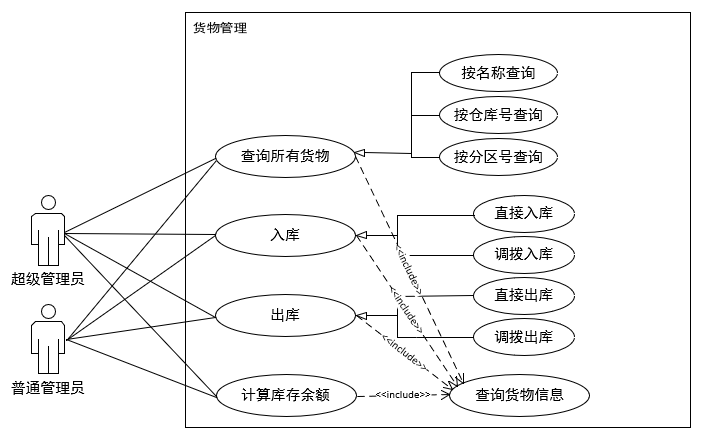 货物管理
按名称查询
按仓库号查询
按分区号查询
查询所有货物
直接入库
入库
调拨入库
<<include>>
超级管理员
直接出库
<<include>>
出库
调拨出库
<<include>>
普通管理员
计算库存余额
<<include>>
查询货物信息